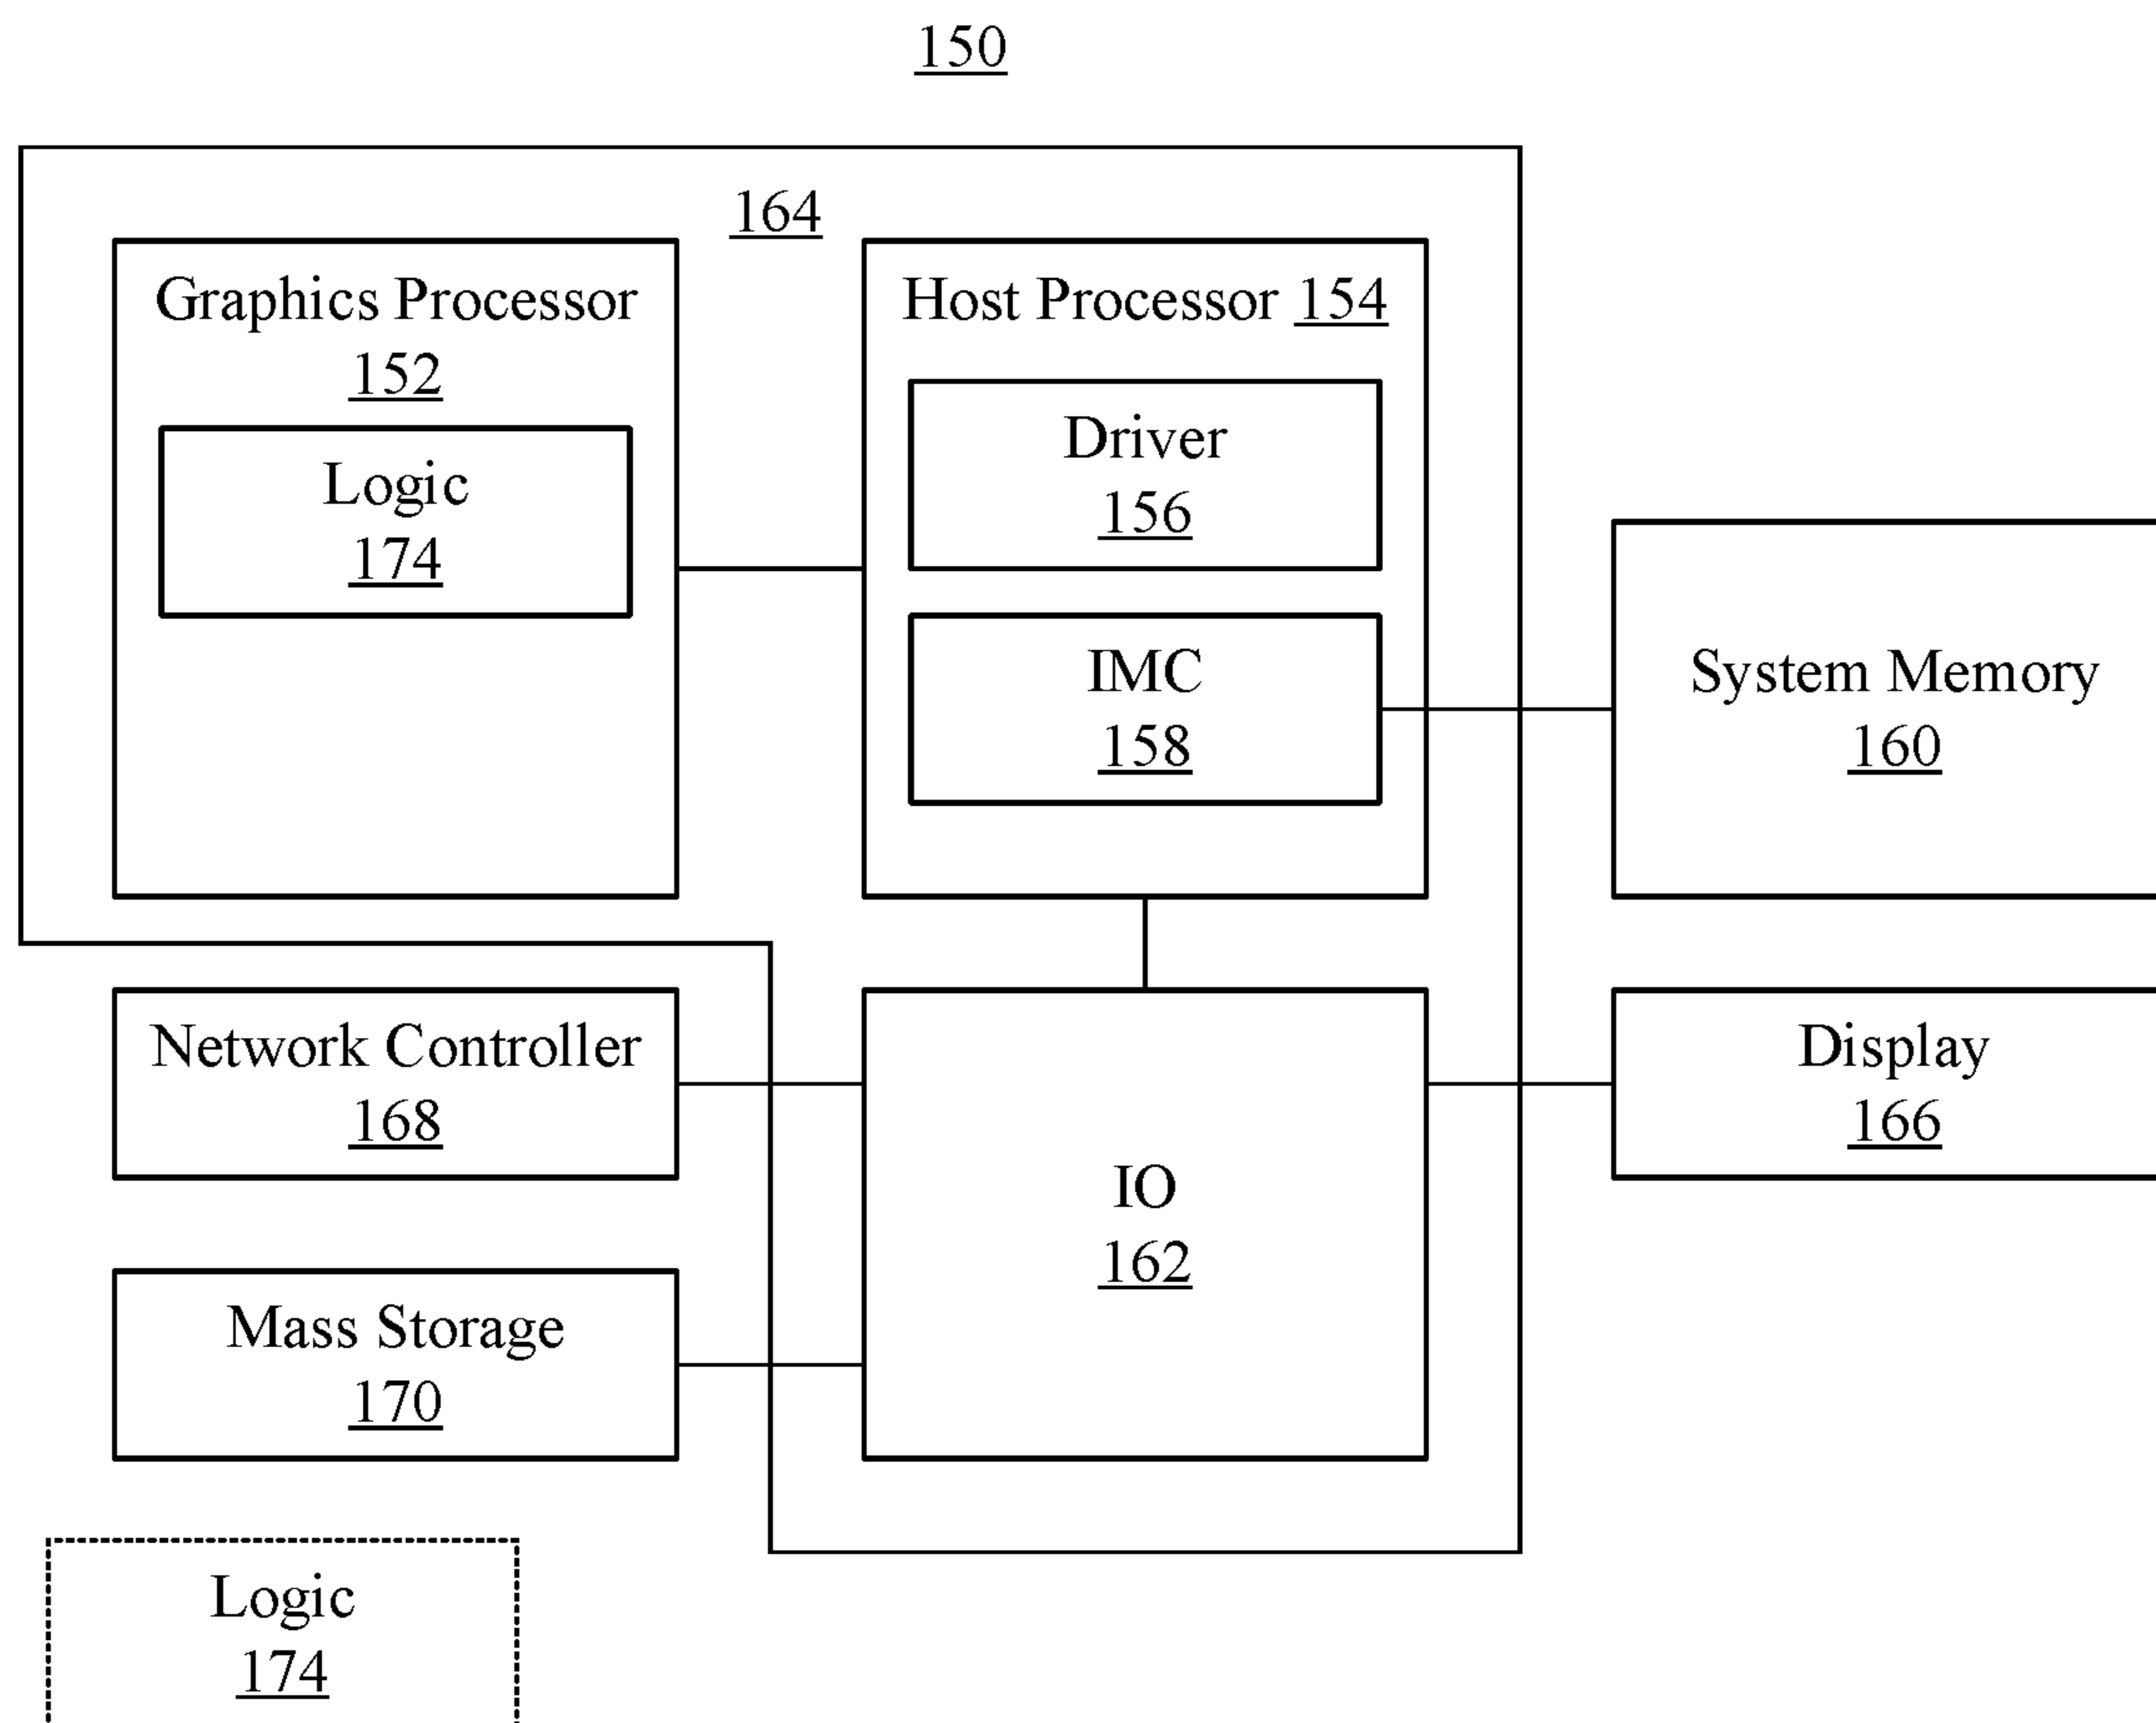 150
164
Graphics Processor
152
Logic
174
Host Processor 154
Driver
156
IMC
158
System Memory
160
Network Controller
168
IO
162
Display
166
Mass Storage
170
Logic
174